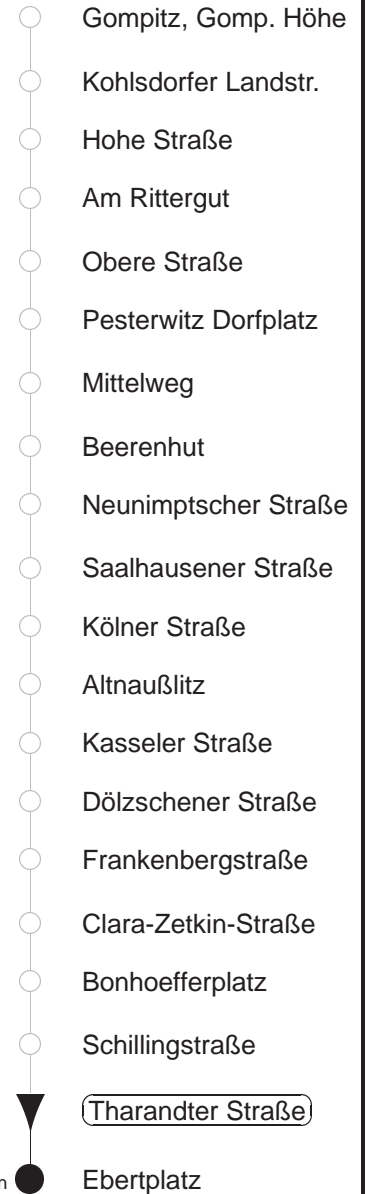 Gompitz, Gomp. Höhe
Kohlsdorfer Landstr.
Hohe Straße
Am Rittergut
Obere Straße
Pesterwitz Dorfplatz
Mittelweg
Beerenhut
Neunimptscher Straße
Saalhausener Straße
Kölner Straße
Altnaußlitz
Kasseler Straße
Dölzschener Straße
Frankenbergstraße
Clara-Zetkin-Straße
Bonhoefferplatz
Schillingstraße
Tharandter Straße
Ebertplatz